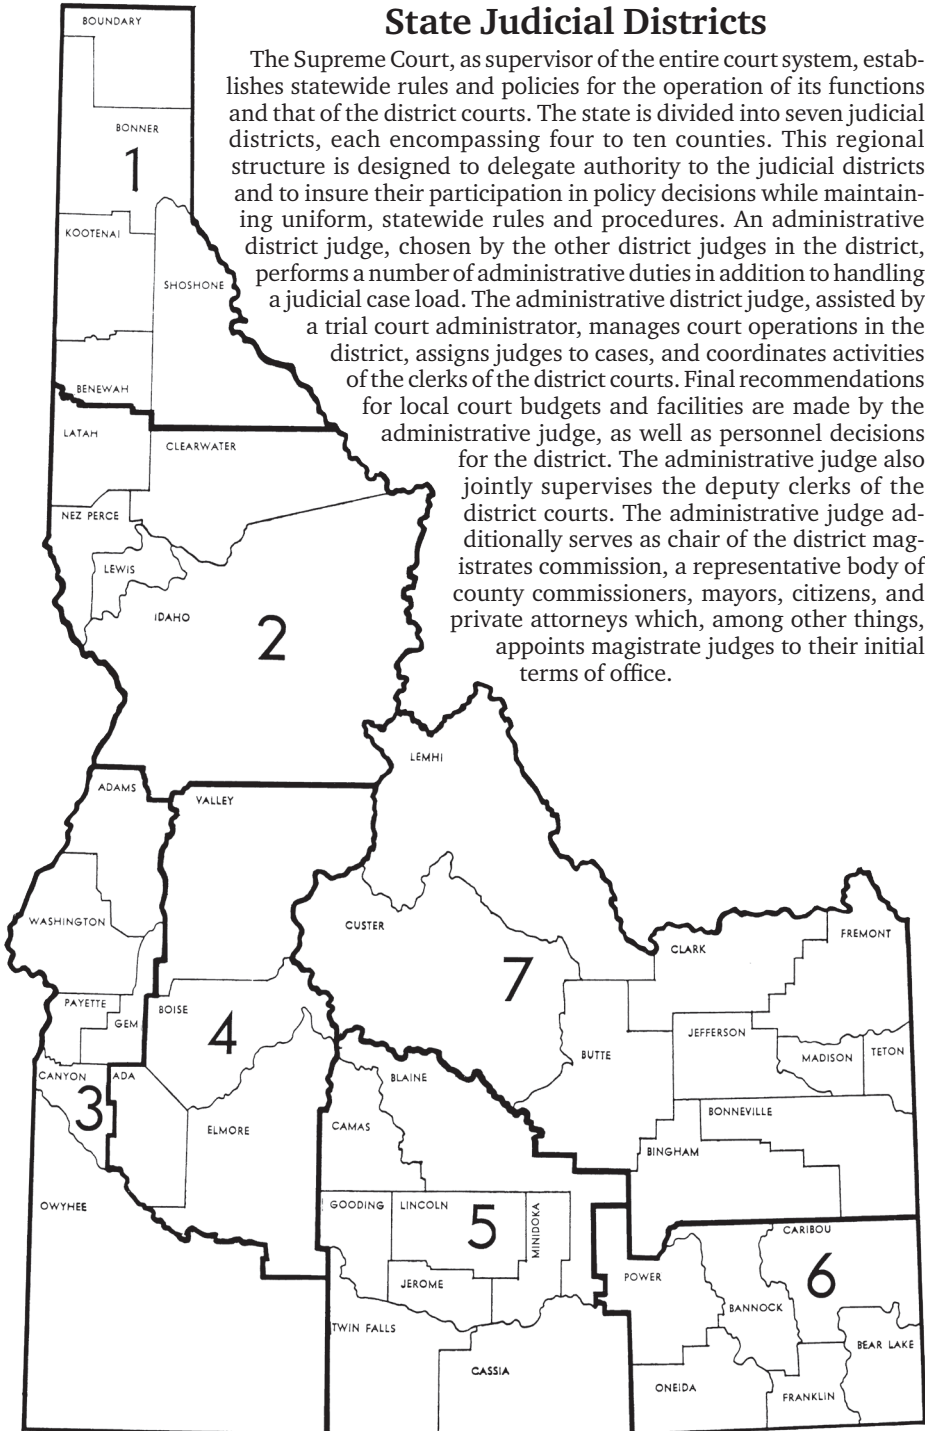 State Judicial Districts
The Supreme Court, as supervisor of the entire court system, estab-
lishes statewide rules and policies for the operation of its functions
and that of the district courts. The state is divided into seven judicial
districts, each encompassing four to ten counties. This regional
structure is designed to delegate authority to the judicial districts
and to insure their participation in policy decisions while maintain-
ing uniform, statewide rules and procedures. An administrative
district judge, chosen by the other district judges in the district,
performs a number of administrative duties in addition to handling
a judicial case load. The administrative district judge, assisted by
a trial court administrator, manages court operations in the
district, assigns judges to cases, and coordinates activities
of the clerks of the district courts. Final recommendations
for local court budgets and facilities are made by the
administrative judge, as well as personnel decisions
for the district. The administrative judge also
jointly supervises the deputy clerks of the
district courts. The administrative judge ad-
ditionally serves as chair of the district mag-
istrates commission, a representative body of
county commissioners, mayors, citizens, and
private attorneys which, among other things,
appoints magistrate judges to their initial
terms of office.
BOUNDARY
BONNER
1
KOOTENAI
SHOSHONE
BENEWAH
LATAH
CLEARWATER
NEZ PERCE
LEWIS
IDAHO
2
LEMHI
ADAMS
VALLEY
WASHINGTON
CUSTER
CLARK
FREMONT
7
PAYETTE
GEM
BOISE
4
JEFFERSON
MADISON
TETON
BUTTE
CANYON
ADA
3
BLAINE
BONNEVILLE
ELMORE
CAMAS
BINGHAM
OWYHEE
GOODING
LINCOLN
5
MINIDOKA
CARIBOU
6
JEROME
POWER
BANNOCK
TWIN FALLS
BEAR LAKE
CASSIA
ONEIDA
FRANKLIN